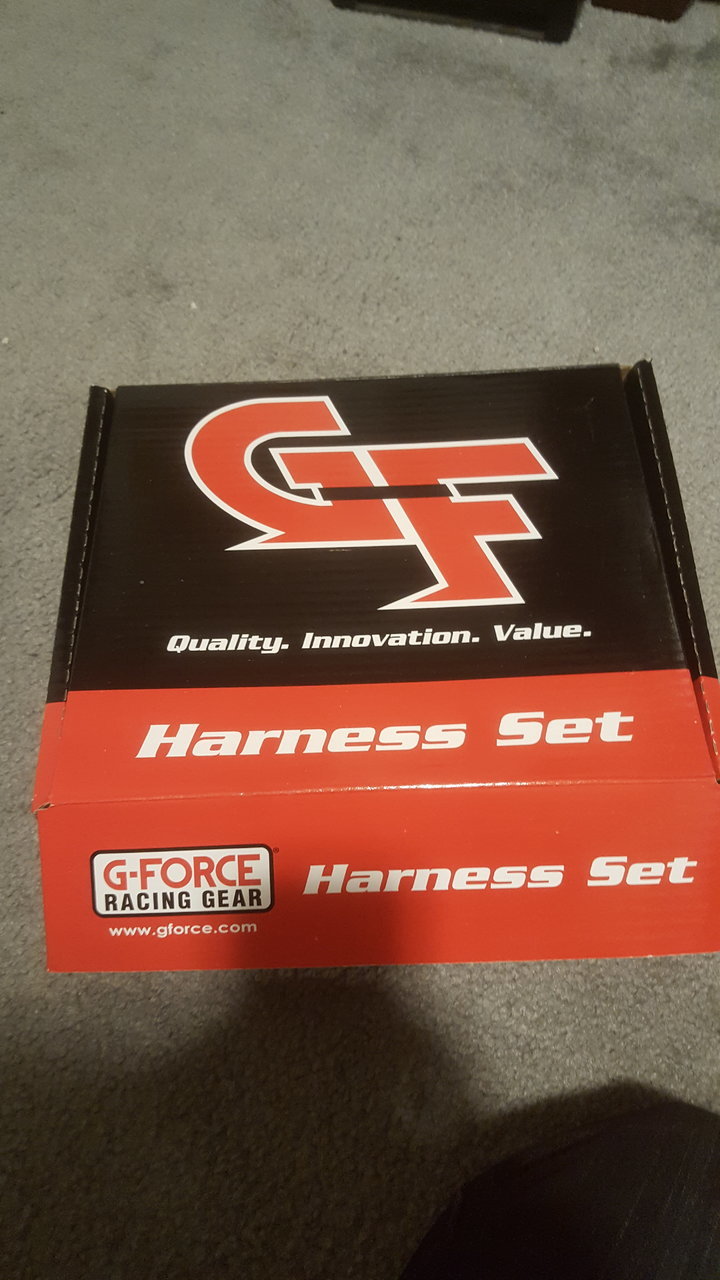 GF
Quality. Innovation. Value.
Harness Set
G-FORCE®
RACING GEAR
www.gforce.com
Harness Set